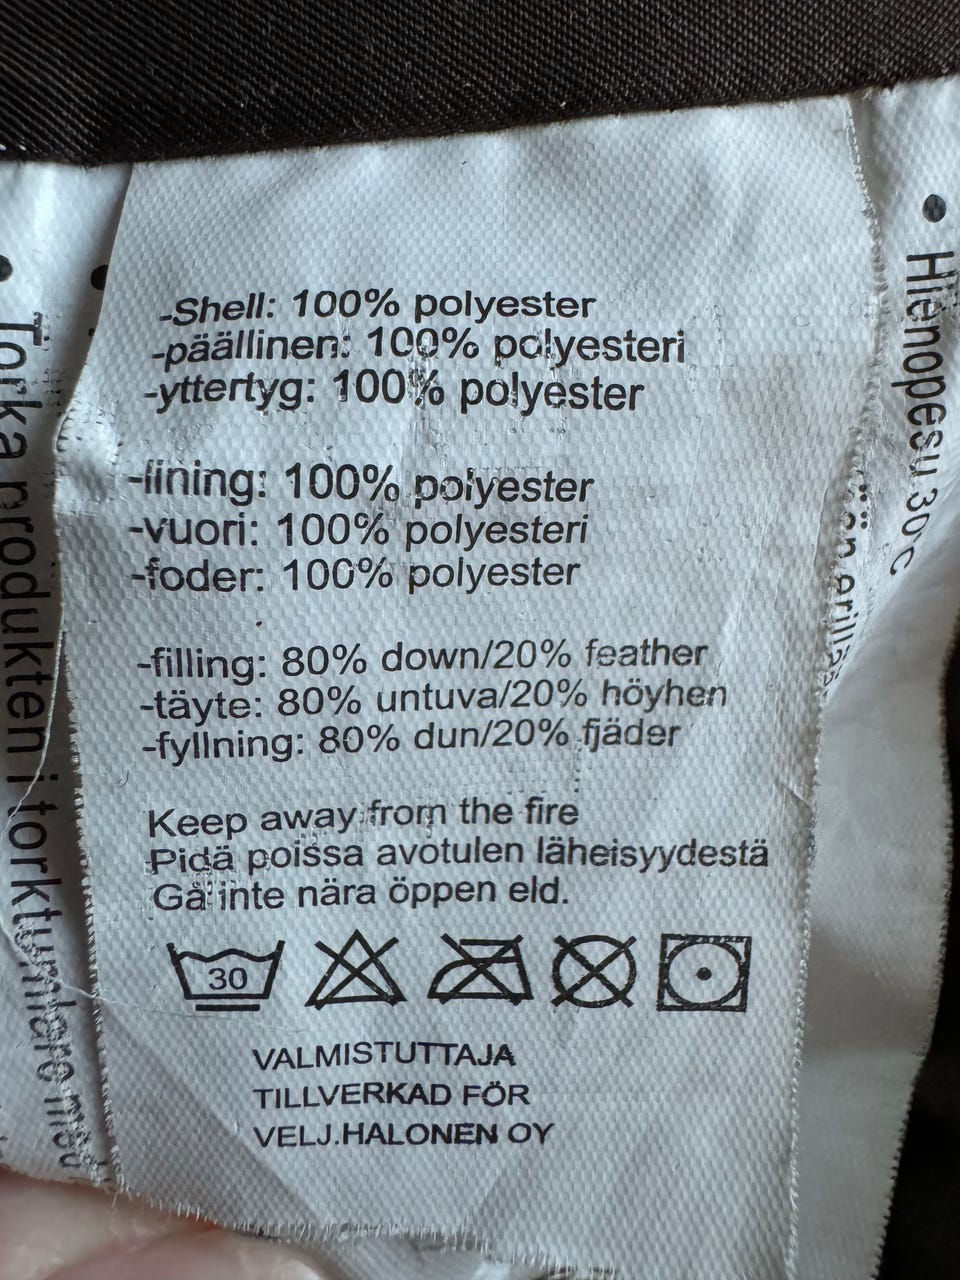 -Shell: 100% polyester
-päällinen: 100% polyesteri
-yttertyg: 100% polyester
-lining: 100% polyester
-vuori: 100% polyesteri
-foder: 100% polyester
-filling: 80% down/20% feather
-täyte: 80% untuva/20% höyhen
-fyllning: 80% dun/20% fjäder
Keep away from the fire
Pidä poissa avotulen läheisyydestä
Gå inte nära öppen eld.
30
VALMISTUTTAJA
TILLVERKAD FÖR
VELJ.HALONEN OY
• Torka produkten i torktumlare med
• Hienopesu 30°C